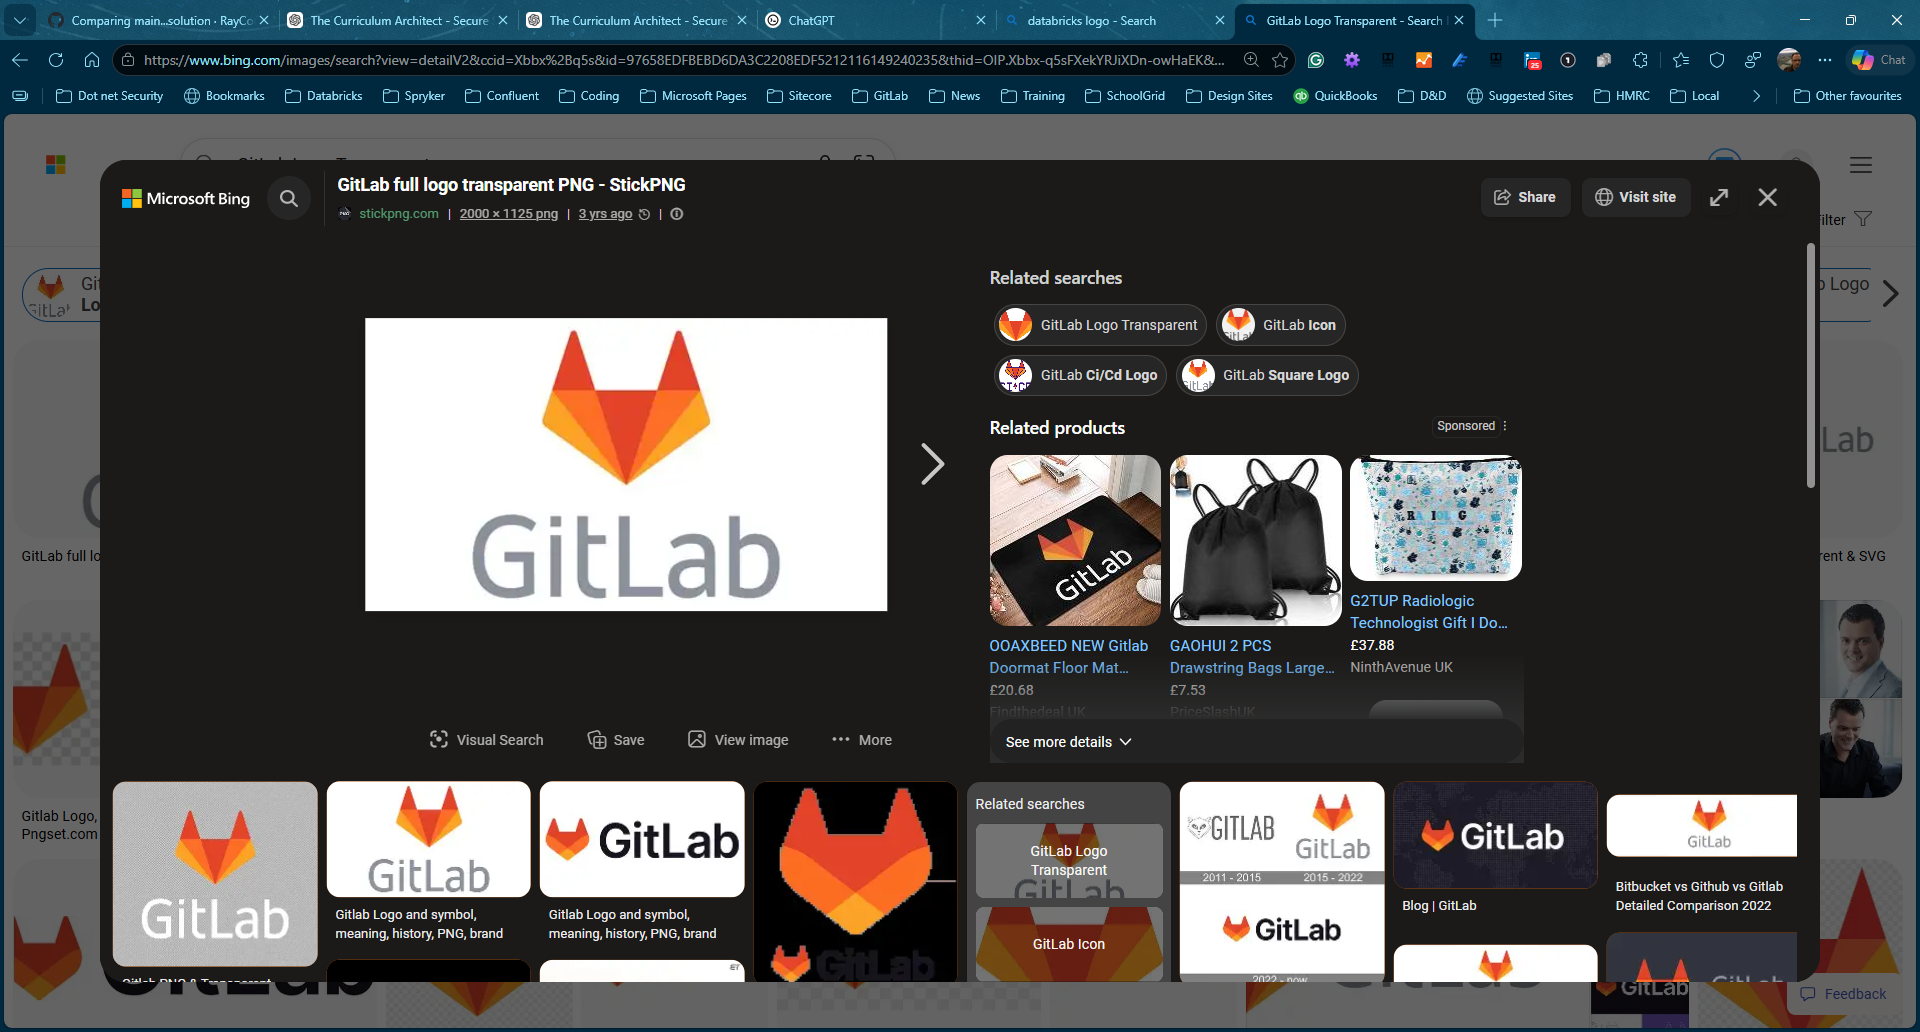 Comparing main...solution · RayCo
The Curriculum Architect - Secure
The Curriculum Architect - Secure
ChatGPT
databricks logo - Search
GitLab Logo Transparent - Search
https://www.bing.com/images/search?view=detailV2&ccid=Xbbx%2Bq5s&id=97658EDFBEBD6DA3C2208EDF5212116149240235&thid=OIP.Xbbx-q5sFXekYRJiXDn-owHaEK&...
25
Chat
Dot net Security
Bookmarks
Databricks
Spryker
Confluent
Coding
Microsoft Pages
Sitecore
GitLab
News
Training
SchoolGrid
Design Sites
QuickBooks
D&D
Suggested Sites
HMRC
Local
Other favourites
Microsoft Bing
GitLab full logo transparent PNG - StickPNG
stickpng.com | 2000 × 1125 png | 3 yrs ago
Share
Visit site
GitLab
Visual Search
Save
View image
More
Related searches
GitLab Logo Transparent
GitLab Icon
GitLab Ci/Cd Logo
GitLab Square Logo
Related products
Sponsored
GitLab
OOAXBEED NEW Gitlab
Doormat Floor Mat...
£20.68
Findthedeal UK
GAOHUI 2 PCS
Drawstring Bags Large...
£7.53
PriceSlashUK
G2TUP Radiologic
Technologist Gift I Do...
£37.88
NinthAvenue UK
See more details
GitLab
GitLab
Gitlab Logo and symbol,
meaning, history, PNG, brand
GitLab
Gitlab Logo and symbol,
meaning, history, PNG, brand
GitLab
Related searches
GitLab Logo
Transparent
GitLab Icon
GITLAB
GitLab
2011 - 2015
2015 - 2022
GitLab
2022 - now
GitLab
Blog | GitLab
GitLab
Bitbucket vs Github vs Gitlab
Detailed Comparison 2022
GitLab full lo
Gitlab Logo,
Pngset.com
Logo
Lab
rent & SVG
GitLab
Feedback